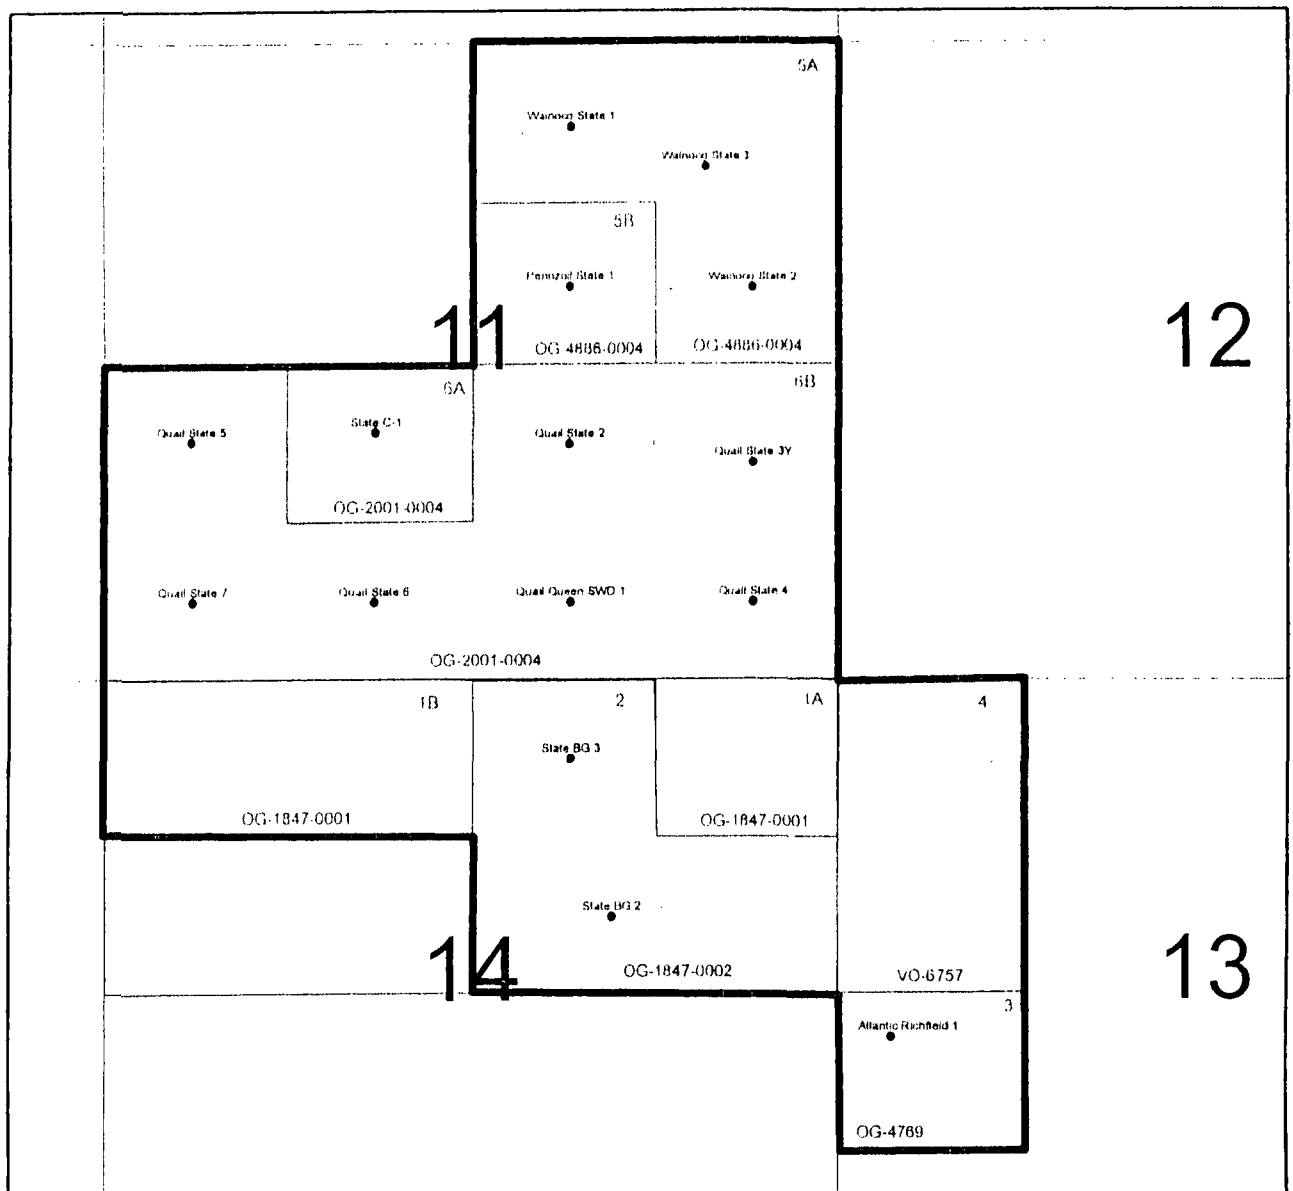 5A
Wainoco State 1
Wainoco State 3
5B
Pennzoil State 1
Wainoco State 2
11
12
OG-4886-0004
OG-4886-0004
6A
6B
Quail State 5
State C-1
Quail State 2
Quail State 3Y
OG-2001-0004
Quail State 7
Quail State 6
Quail Queen SWD 1
Quail State 4
OG-2001-0004
1B
2
1A
4
State BG 3
OG-1847-0001
OG-1847-0001
State BG 2
14
13
OG-1847-0002
VO-6757
3
Atlantic Richfield 1
OG-4769